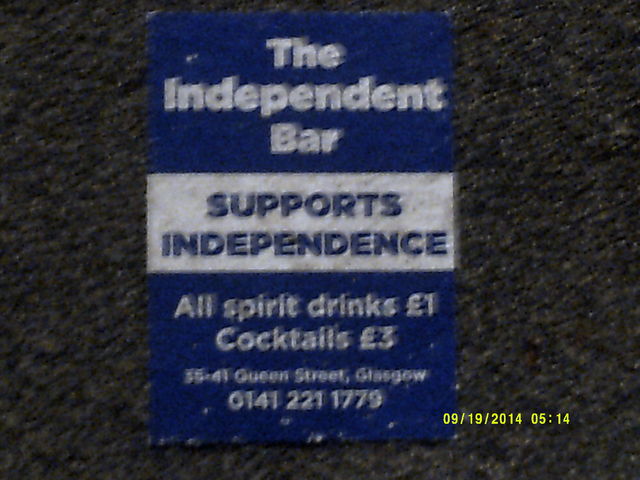 The
Independent
Bar
SUPPORTS
INDEPENDENCE
All spirit drinks £1
Cocktails £3
35-41 Queen Street, Glasgow
0141 221 1779
09/19/2014 05:14